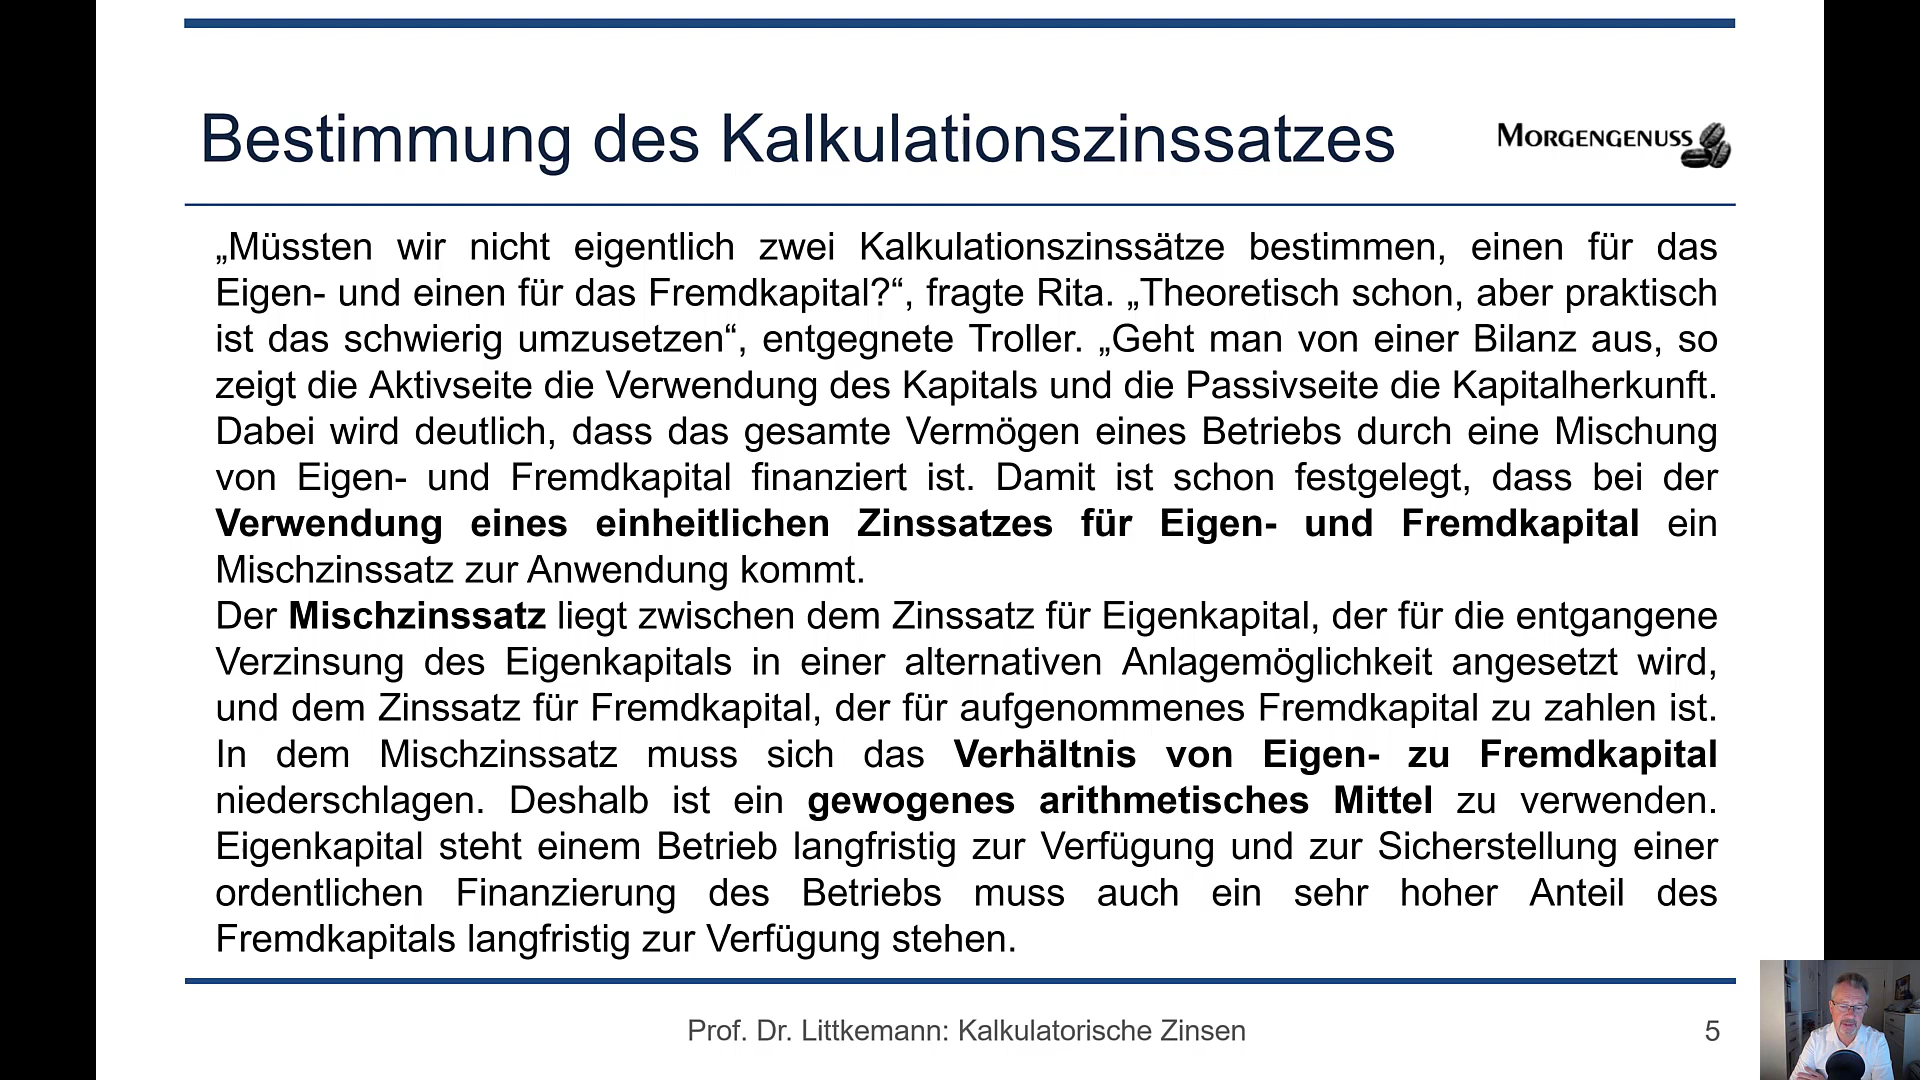 Bestimmung des Kalkulationszinssatzes
MORGENGENUSS
„Müssten wir nicht eigentlich zwei Kalkulationszinssätze bestimmen, einen für das
Eigen- und einen für das Fremdkapital?“, fragte Rita. „Theoretisch schon, aber praktisch
ist das schwierig umzusetzen“, entgegnete Troller. „Geht man von einer Bilanz aus, so
zeigt die Aktivseite die Verwendung des Kapitals und die Passivseite die Kapitalherkunft.
Dabei wird deutlich, dass das gesamte Vermögen eines Betriebs durch eine Mischung
von Eigen- und Fremdkapital finanziert ist. Damit ist schon festgelegt, dass bei der
Verwendung eines einheitlichen Zinssatzes für Eigen- und Fremdkapital ein
Mischzinssatz zur Anwendung kommt.
Der Mischzinssatz liegt zwischen dem Zinssatz für Eigenkapital, der für die entgangene
Verzinsung des Eigenkapitals in einer alternativen Anlagemöglichkeit angesetzt wird,
und dem Zinssatz für Fremdkapital, der für aufgenommenes Fremdkapital zu zahlen ist.
In dem Mischzinssatz muss sich das Verhältnis von Eigen- zu Fremdkapital
niederschlagen. Deshalb ist ein gewogenes arithmetisches Mittel zu verwenden.
Eigenkapital steht einem Betrieb langfristig zur Verfügung und zur Sicherstellung einer
ordentlichen Finanzierung des Betriebs muss auch ein sehr hoher Anteil des
Fremdkapitals langfristig zur Verfügung stehen.
Prof. Dr. Littkemann: Kalkulatorische Zinsen
5